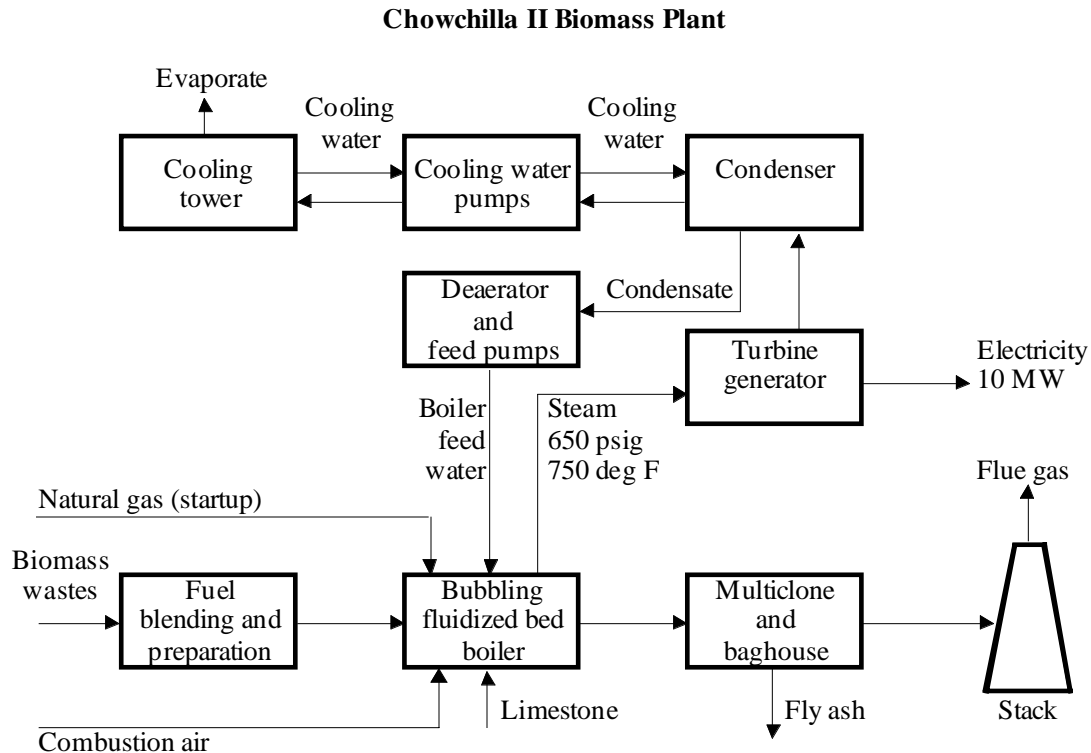 Chowchilla II Biomass Plant
Evaporate
Cooling
water
Cooling
water
Cooling
tower
Cooling water
pumps
Condenser
Deaerator
and
feed pumps
Condensate
Turbine
generator
Electricity
10 MW
Boiler
feed
water
Steam
650 psig
750 deg F
Flue gas
Natural gas (startup)
Biomass
wastes
Fuel
blending and
preparation
Bubbling
fluidized bed
boiler
Multiclone
and
baghouse
Limestone
Fly ash
Stack
Combustion air